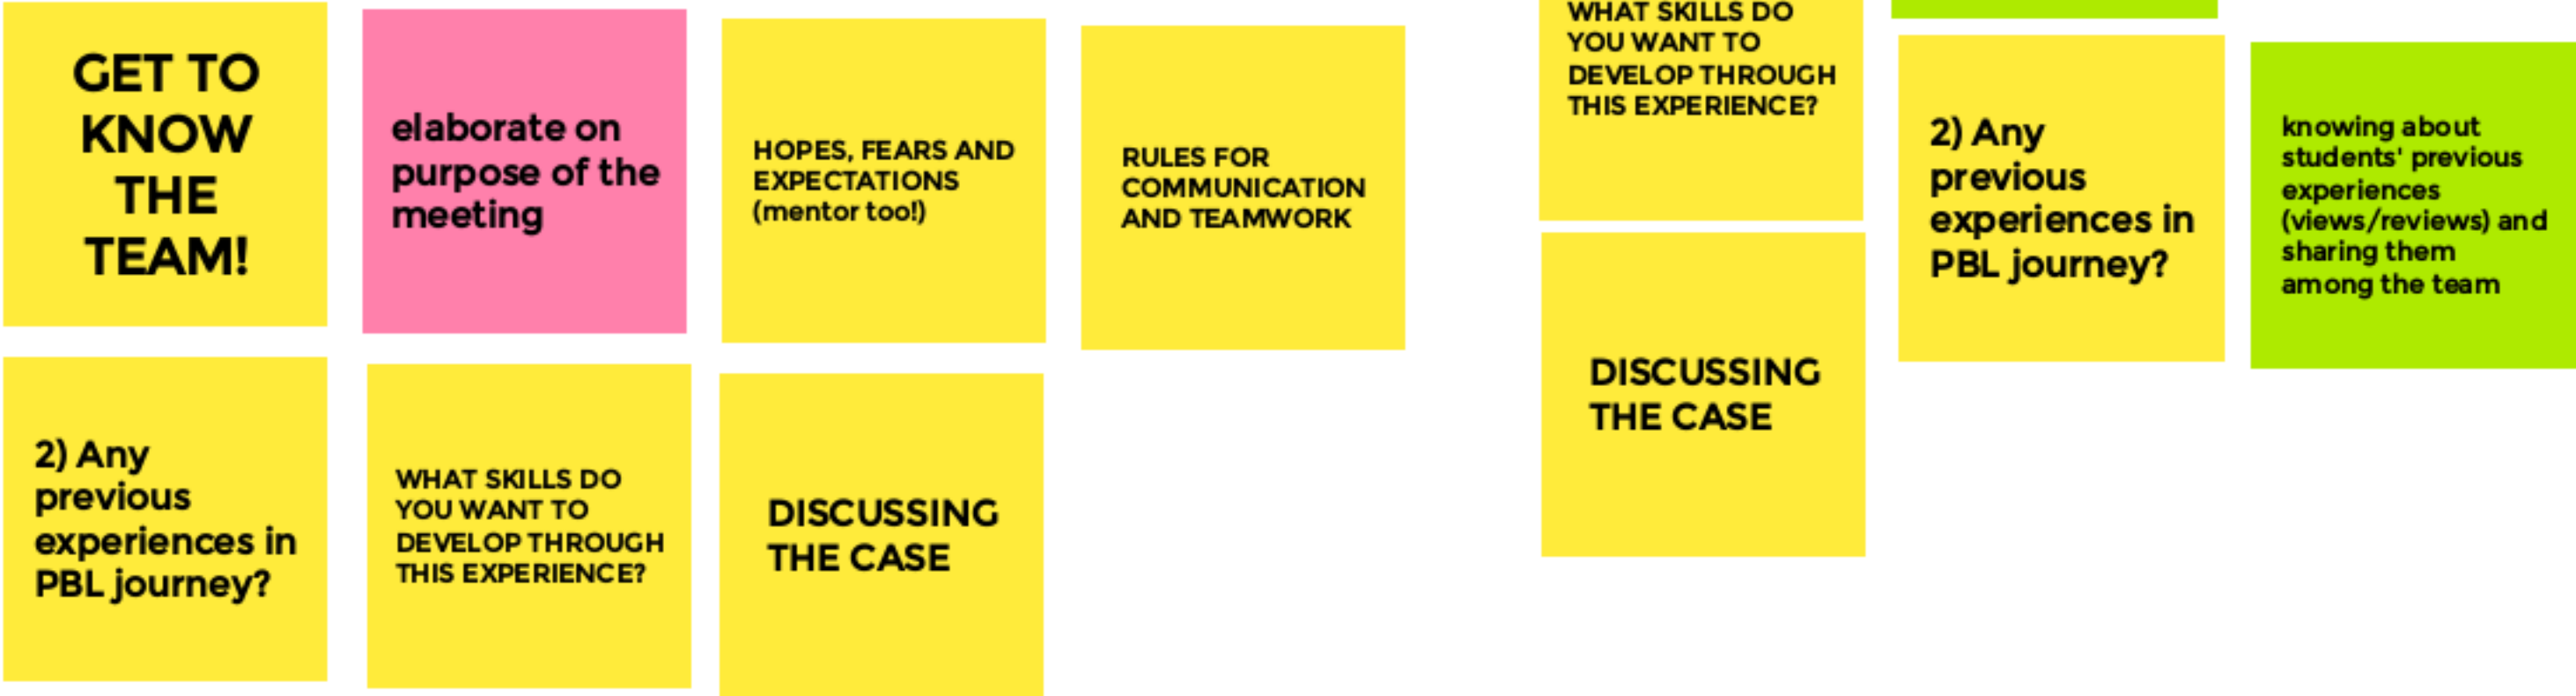 GET TO
KNOW
THE
TEAM!
elaborate on
purpose of the
meeting
HOPES, FEARS AND
EXPECTATIONS
(mentor too!)
RULES FOR
COMMUNICATION
AND TEAMWORK
2) Any
previous
experiences in
PBL journey?
WHAT SKILLS DO
YOU WANT TO
DEVELOP THROUGH
THIS EXPERIENCE?
DISCUSSING
THE CASE
WHAT SKILLS DO
YOU WANT TO
DEVELOP THROUGH
THIS EXPERIENCE?
2) Any
previous
experiences in
PBL journey?
knowing about
students' previous
experiences
(views/reviews) and
sharing them
among the team
DISCUSSING
THE CASE